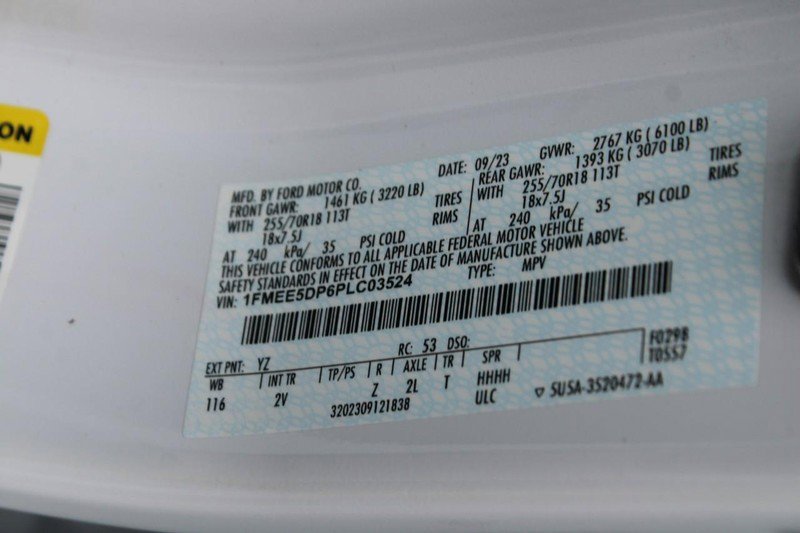 ON
MFD. BY FORD MOTOR CO. DATE: 09/23 GVWR: 2767 KG ( 6100 LB)
FRONT GAWR: 1461 KG ( 3220 LB) REAR GAWR: 1393 KG ( 3070 LB)
WITH 255/70R18 113T TIRES WITH 255/70R18 113T TIRES
18x7.5J RIMS 18x7.5J RIMS
AT 240 kPa/ 35 PSI COLD AT 240 kPa/ 35 PSI COLD
THIS VEHICLE CONFORMS TO ALL APPLICABLE FEDERAL MOTOR VEHICLE
SAFETY STANDARDS IN EFFECT ON THE DATE OF MANUFACTURE SHOWN ABOVE.
VIN: 1FMEE5DP6PLC03524 TYPE: MPV
EXT PNT: YZ RC: 53 DSO: F0298
WB INT TR TP/PS R AXLE TR SPR T0557
116 2V Z 2L T HHHH
3202309121838 ULC SU5A-3520472-AA